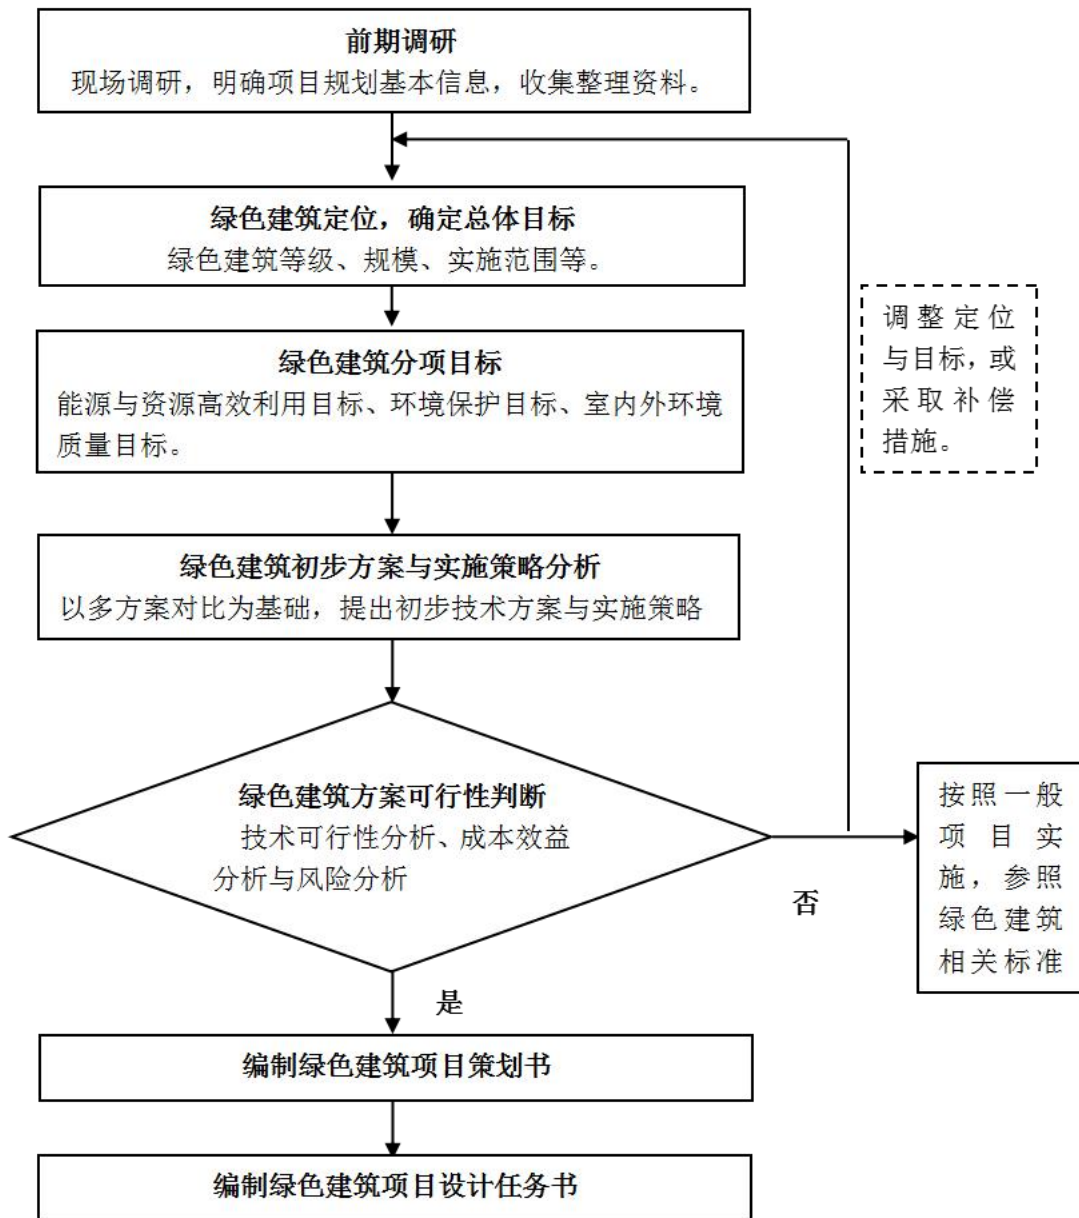 前期调研
现场调研，明确项目规划基本信息，收集整理资料。
绿色建筑定位，确定总体目标
绿色建筑等级、规模、实施范围等。
绿色建筑分项目标
能源与资源高效利用目标、环境保护目标、室内外环境
质量目标。
调整定位
与目标，或
采取补偿
措施。
绿色建筑初步方案与实施策略分析
以多方案对比为基础，提出初步技术方案与实施策略
绿色建筑方案可行性判断
技术可行性分析、成本效益
分析与风险分析
否
按照一般
项目实
施，参照
绿色建筑
相关标准
是
编制绿色建筑项目策划书
编制绿色建筑项目设计任务书